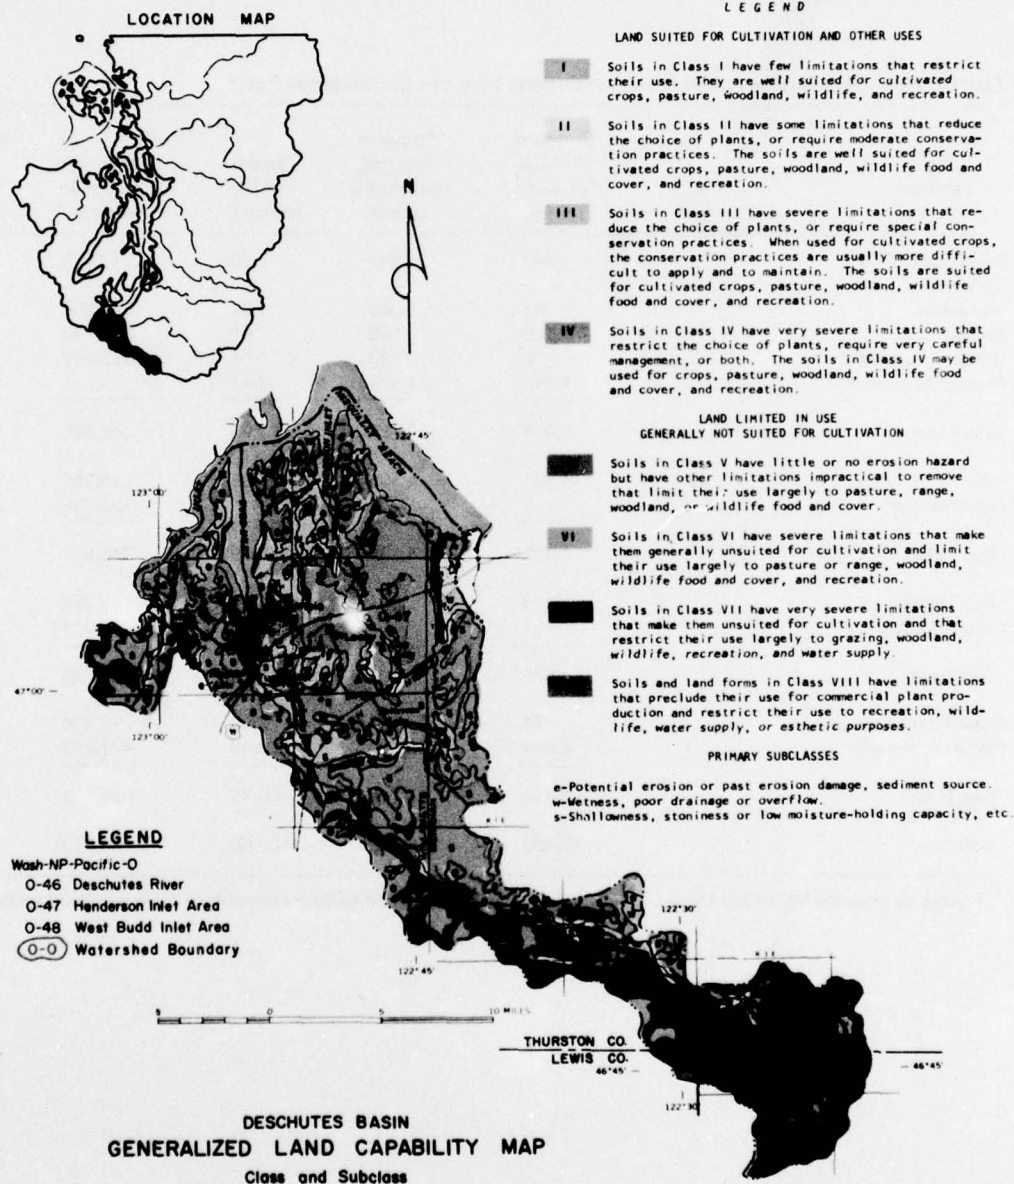 LOCATION MAP
N
LEGEND
LAND SUITED FOR CULTIVATION AND OTHER USES
I
Soils in Class I have few limitations that restrict
their use. They are well suited for cultivated
crops, pasture, woodland, wildlife, and recreation.
II
Soils in Class II have some limitations that reduce
the choice of plants, or require moderate conserva-
tion practices. The soils are well suited for cul-
tivated crops, pasture, woodland, wildlife food and
cover, and recreation.
III
Soils in Class III have severe limitations that re-
duce the choice of plants, or require special con-
servation practices. When used for cultivated crops,
the conservation practices are usually more diffi-
cult to apply and to maintain. The soils are suited
for cultivated crops, pasture, woodland, wildlife
food and cover, and recreation.
IV
Soils in Class IV have very severe limitations that
restrict the choice of plants, require very careful
management, or both. The soils in Class IV may be
used for crops, pasture, woodland, wildlife food
and cover, and recreation.
LAND LIMITED IN USE
GENERALLY NOT SUITED FOR CULTIVATION
Soils in Class V have little or no erosion hazard
but have other limitations impractical to remove
that limit their use largely to pasture, range,
woodland, or wildlife food and cover.
VI
Soils in Class VI have severe limitations that make
them generally unsuited for cultivation and limit
their use largely to pasture or range, woodland,
wildlife food and cover, and recreation.
Soils in Class VII have very severe limitations
that make them unsuited for cultivation and that
restrict their use largely to grazing, woodland,
wildlife, recreation, and water supply.
Soils and land forms in Class VIII have limitations
that preclude their use for commercial plant pro-
duction and restrict their use to recreation, wild-
life, water supply, or esthetic purposes.
PRIMARY SUBCLASSES
e-Potential erosion or past erosion damage, sediment source.
w-Wetness, poor drainage or overflow.
s-Shallowness, stoniness or low moisture-holding capacity, etc.
122°45'
123°00'
47°00'
123°00'
W
R1E
LEGEND
Wash-NP-Pacific-O
O-46 Deschutes River
O-47 Henderson Inlet Area
O-48 West Budd Inlet Area
O-O Watershed Boundary
122°45'
122°30'
R3E
5 0 5 10 MILES
THURSTON CO.
LEWIS CO.
46°45'
46°45'
122°30'
DESCHUTES BASIN
GENERALIZED LAND CAPABILITY MAP
Class and Subclass